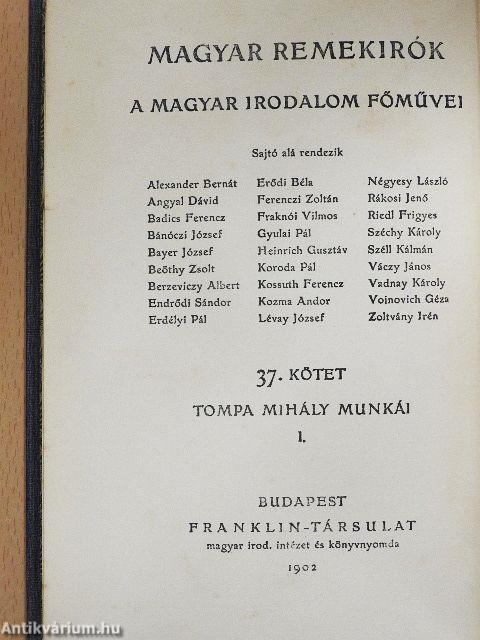 MAGYAR REMEKIRÓK
A MAGYAR IRODALOM FŐMŰVEI
Sajtó alá rendezik
Alexander Bernát
Angyal Dávid
Badics Ferencz
Bánóczi József
Bayer József
Beöthy Zsolt
Berzeviczy Albert
Endrődi Sándor
Erdélyi Pál
Erődi Béla
Ferenczi Zoltán
Fraknói Vilmos
Gyulai Pál
Heinrich Gusztáv
Koroda Pál
Kossuth Ferencz
Kozma Andor
Lévay József
Négyesy László
Rákosi Jenő
Riedl Frigyes
Széchy Károly
Széll Kálmán
Váczy János
Vadnay Károly
Voinovich Géza
Zoltvány Irén
37. KÖTET
TOMPA MIHÁLY MUNKÁI
I.
BUDAPEST
FRANKLIN-TÁRSULAT
magyar irod. intézet és könyvnyomda
1902
Antikvárium.hu